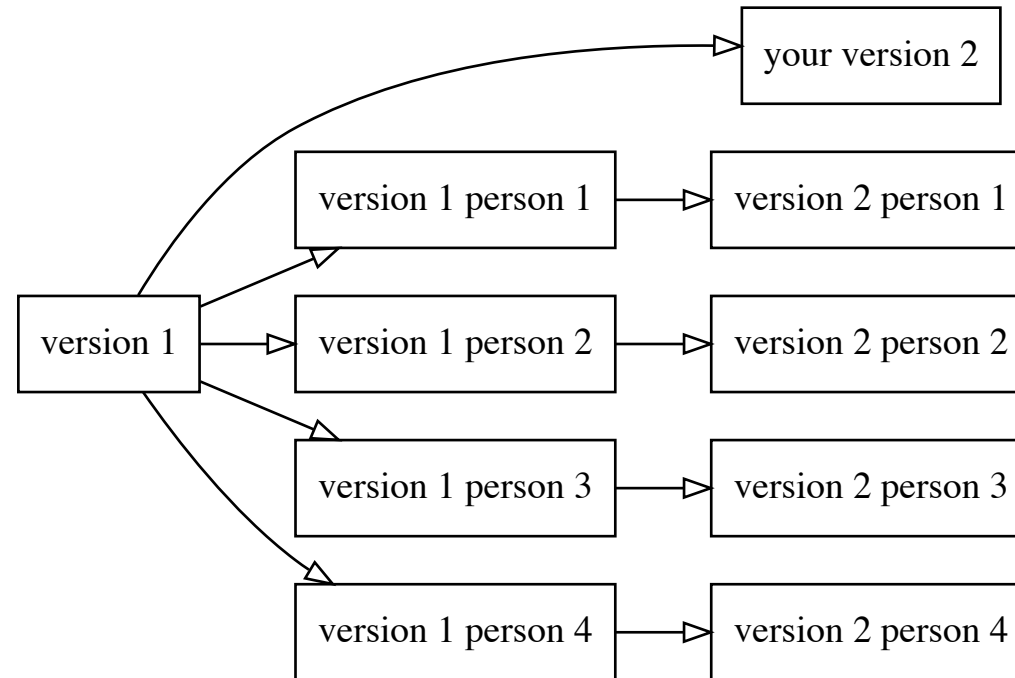 your version 2
version 1 person 1
version 2 person 1
version 1
version 1 person 2
version 2 person 2
version 1 person 3
version 2 person 3
version 1 person 4
version 2 person 4